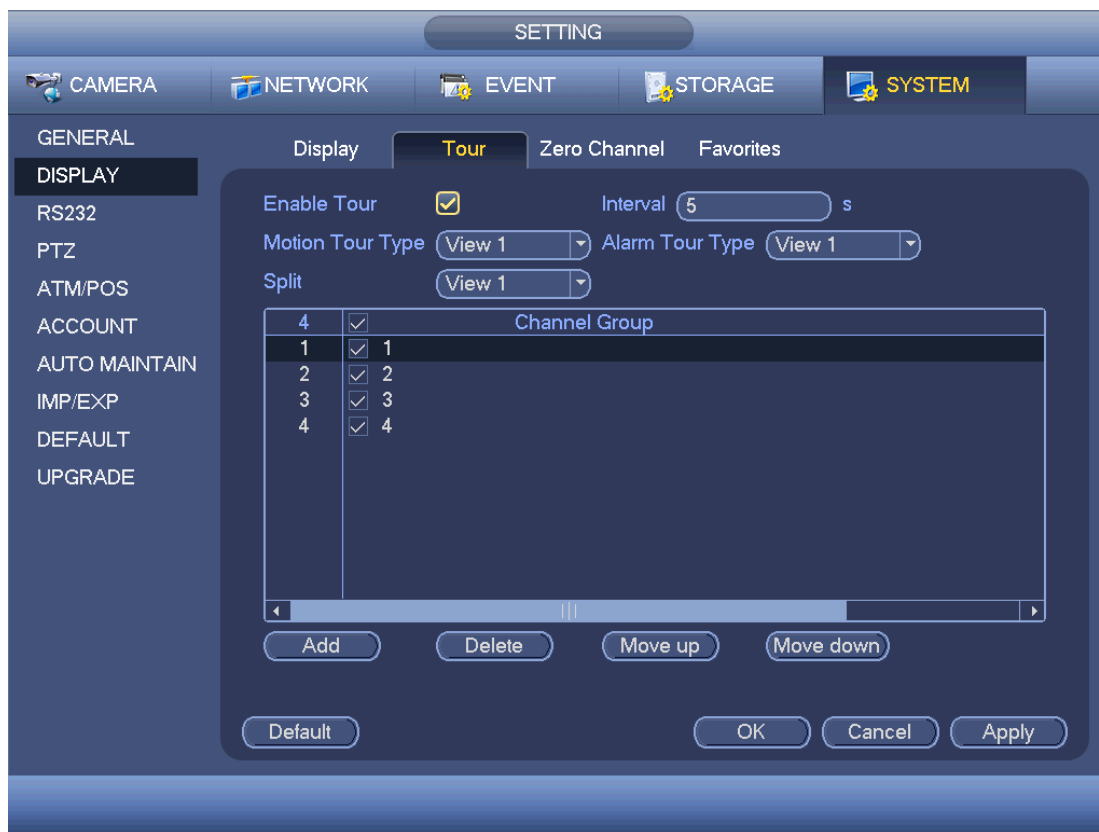 SETTING
CAMERA NETWORK EVENT STORAGE SYSTEM
GENERAL
DISPLAY
RS232
PTZ
ATM/POS
ACCOUNT
AUTO MAINTAIN
IMP/EXP
DEFAULT
UPGRADE
Display Tour Zero Channel Favorites
Enable Tour Interval 5 s
Motion Tour Type View 1 Alarm Tour Type View 1
Split View 1
4 Channel Group
1 1
2 2
3 3
4 4
Add Delete Move up Move down
Default OK Cancel Apply